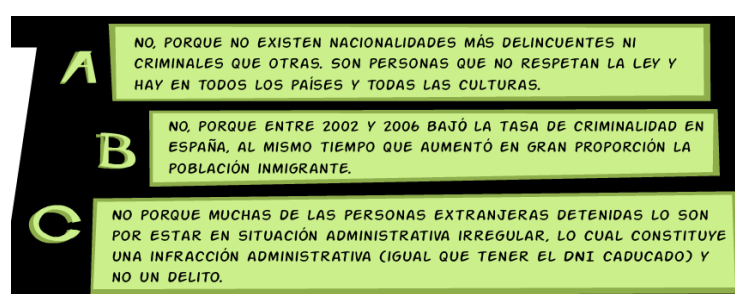 A
NO, PORQUE NO EXISTEN NACIONALIDADES MÁS DELINCUENTES NI
CRIMINALES QUE OTRAS. SON PERSONAS QUE NO RESPETAN LA LEY Y
HAY EN TODOS LOS PAÍSES Y TODAS LAS CULTURAS.
B
NO, PORQUE ENTRE 2002 Y 2006 BAJÓ LA TASA DE CRIMINALIDAD EN
ESPAÑA, AL MISMO TIEMPO QUE AUMENTÓ EN GRAN PROPORCIÓN LA
POBLACIÓN INMIGRANTE.
C
NO PORQUE MUCHAS DE LAS PERSONAS EXTRANJERAS DETENIDAS LO SON
POR ESTAR EN SITUACIÓN ADMINISTRATIVA IRREGULAR, LO CUAL CONSTITUYE
UNA INFRACCIÓN ADMINISTRATIVA (IGUAL QUE TENER EL DNI CADUCADO) Y
NO UN DELITO.